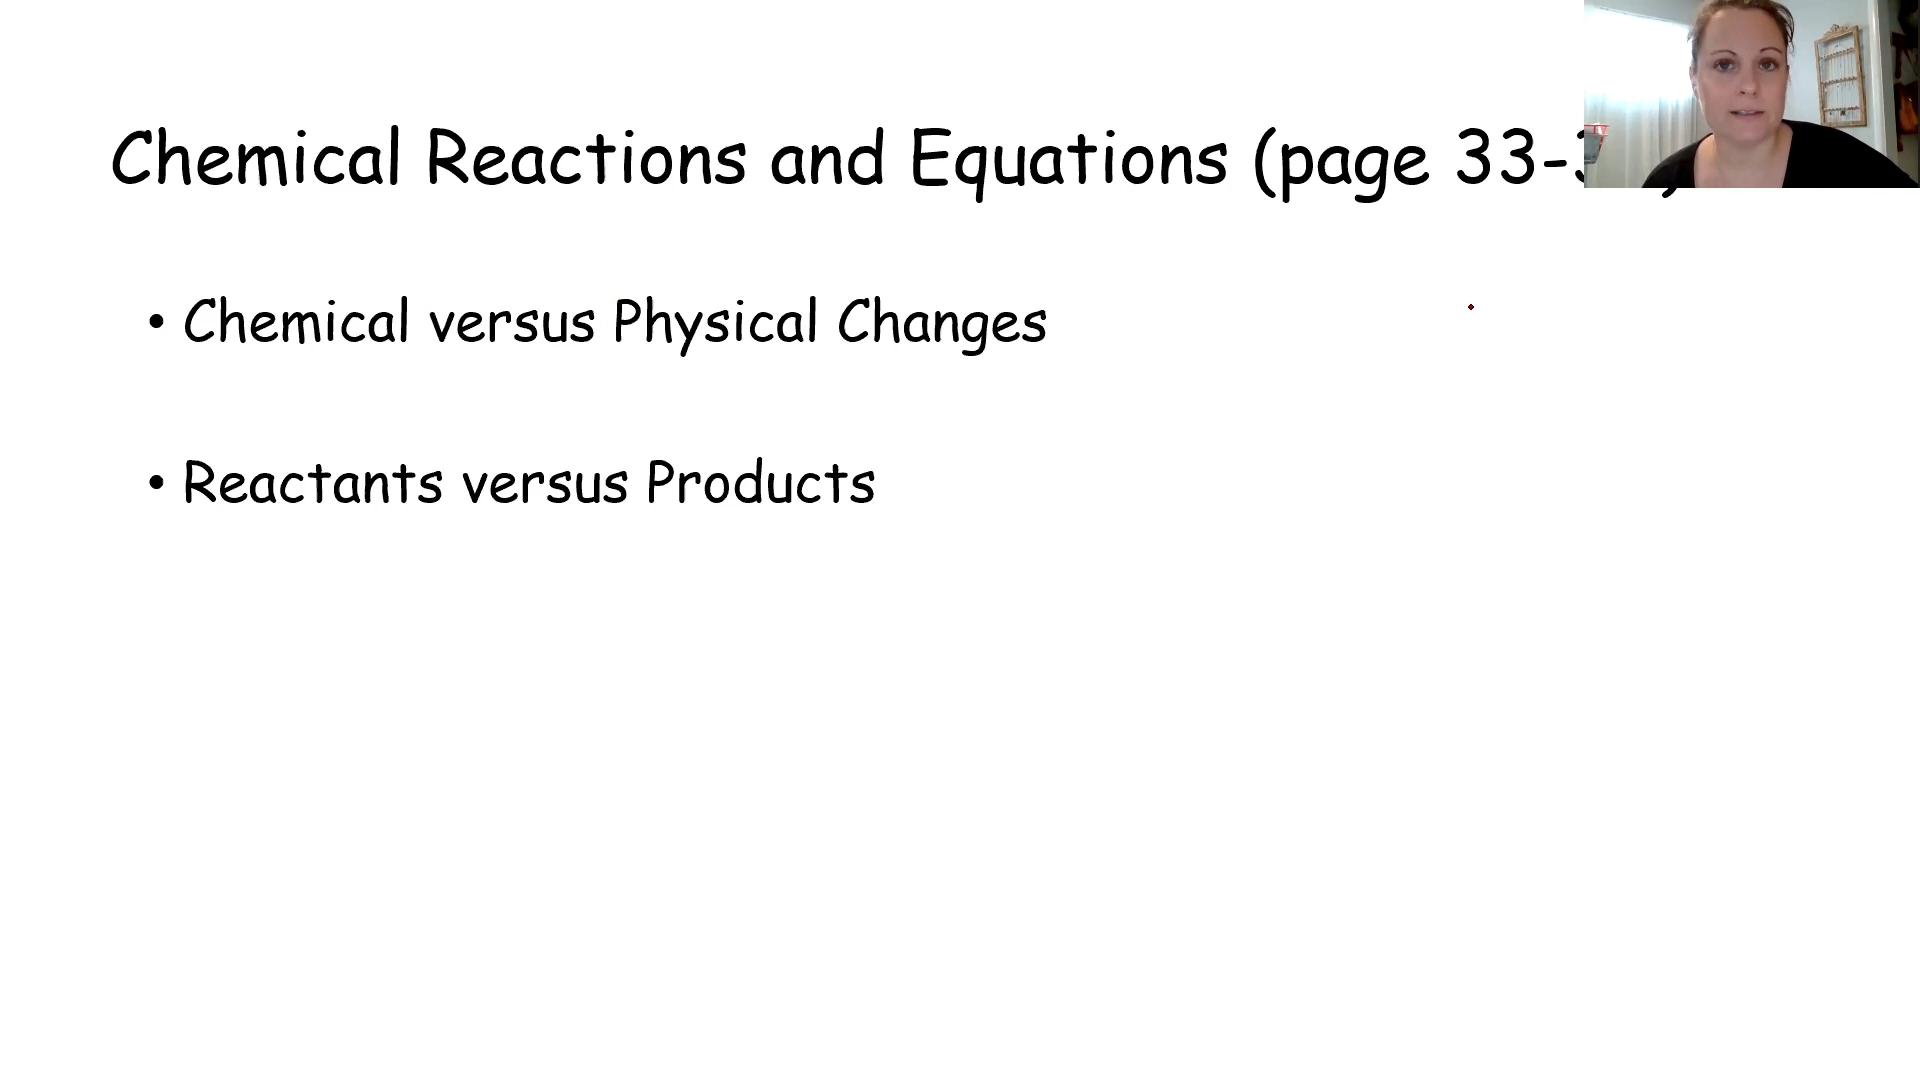 Chemical Reactions and Equations (page 33-
• Chemical versus Physical Changes
• Reactants versus Products